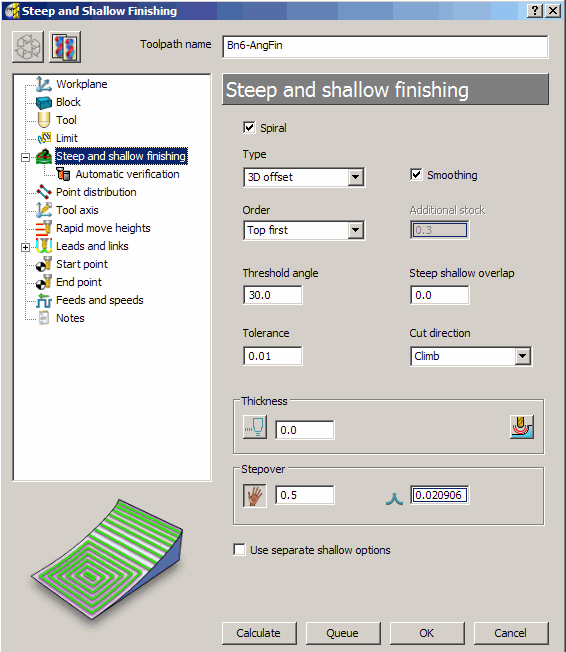 Steep and Shallow Finishing
Toolpath name
Bn6-AngFin
Workplane
Block
Tool
Limit
Steep and shallow finishing
Automatic verification
Point distribution
Tool axis
Rapid move heights
Leads and links
Start point
End point
Feeds and speeds
Notes
Steep and shallow finishing
Spiral
Type
3D offset
Smoothing
Order
Additional stock
Top first
0.3
Threshold angle
Steep shallow overlap
30.0
0.0
Tolerance
Cut direction
0.01
Climb
Thickness
0.0
Stepover
0.5
0.020906
Use separate shallow options
Calculate
Queue
OK
Cancel